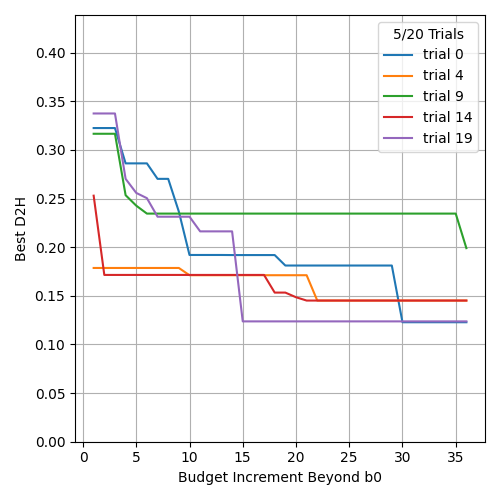 5/20 Trials
trial 0
trial 4
trial 9
trial 14
trial 19
0.40
0.35
0.30
0.25
0.20
0.15
0.10
0.05
0.00
Best D2H
0 5 10 15 20 25 30 35
Budget Increment Beyond b0